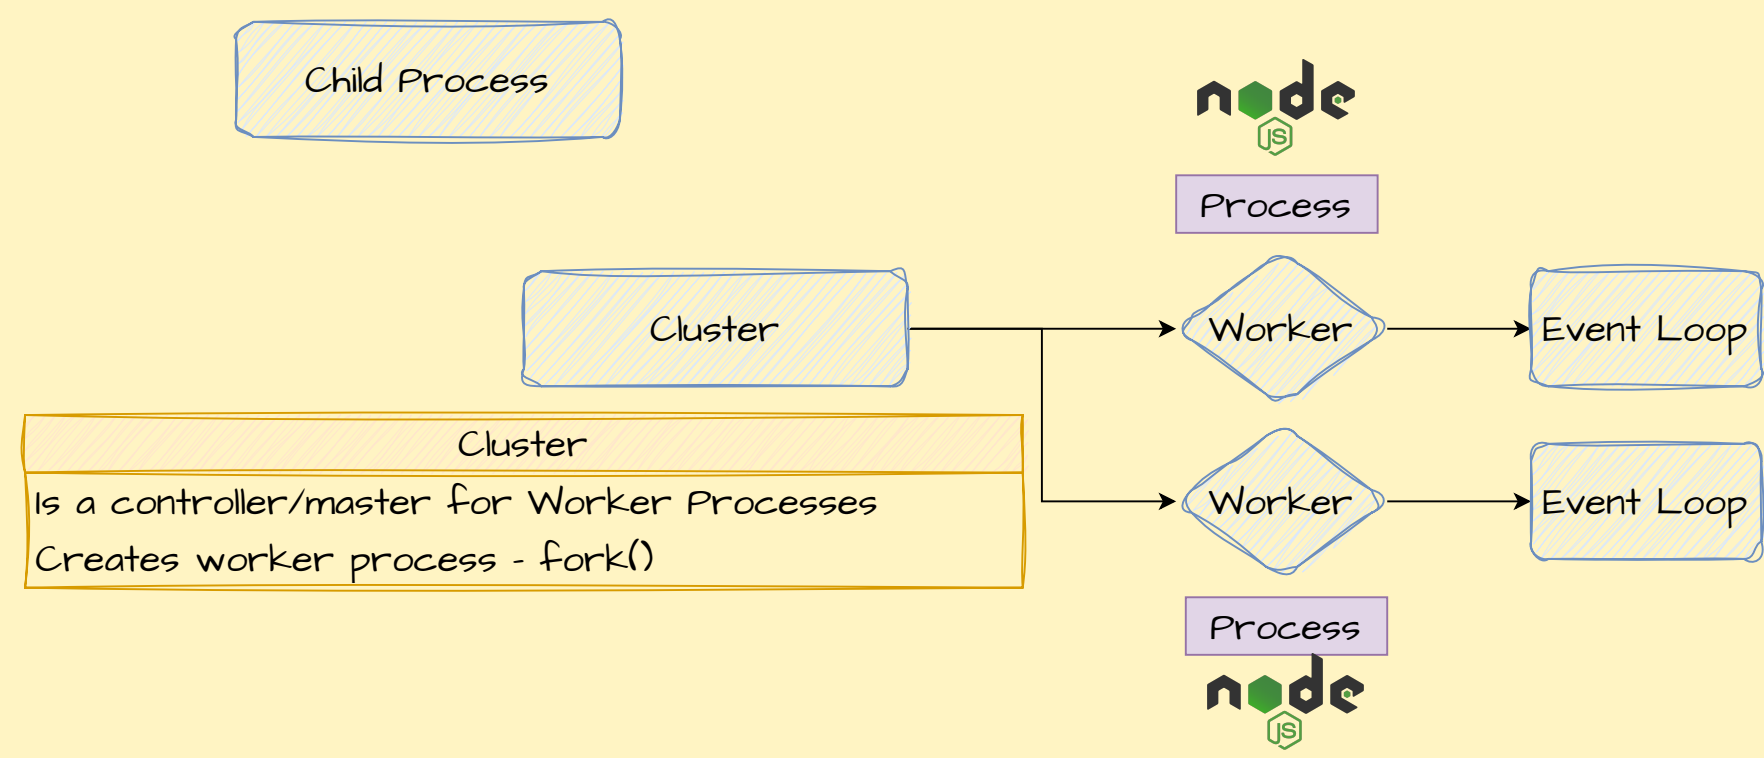 Child Process
node
JS
Process
Cluster
Worker
Event Loop
Cluster
Is a controller/master for Worker Processes
Creates worker process - fork()
Worker
Event Loop
Process
node
JS